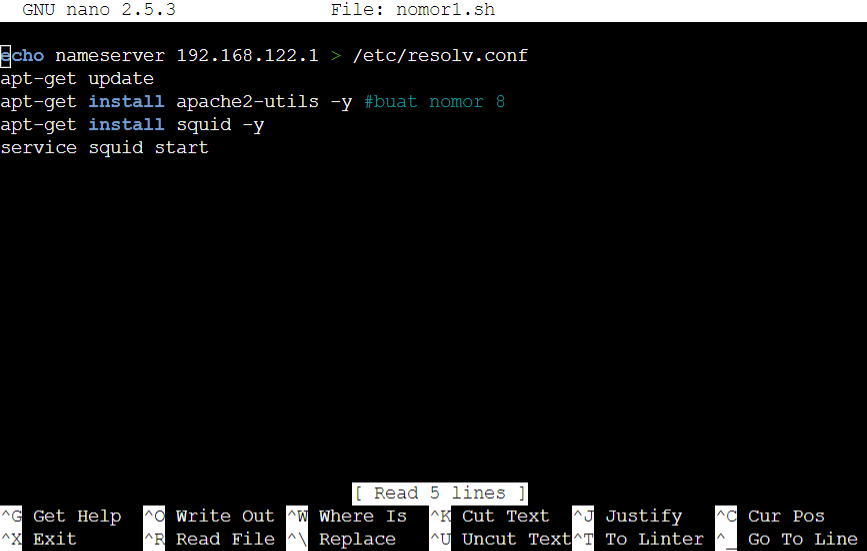 GNU nano 2.5.3 File: nomor1.sh
echo nameserver 192.168.122.1 > /etc/resolv.conf
apt-get update
apt-get install apache2-utils -y #buat nomor 8
apt-get install squid -y
service squid start
[ Read 5 lines ]
^G Get Help ^O Write Out ^W Where Is ^K Cut Text ^J Justify ^C Cur Pos
^X Exit ^R Read File ^\ Replace ^U Uncut Text ^T To Linter ^_ Go To Line